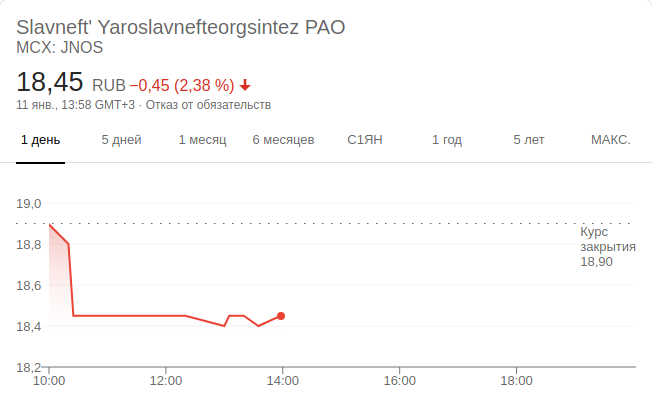 Slavneft' Yaroslavnefteorgsintez PAO
MCX: JNOS
18,45 RUB −0,45 (2,38 %)
11 янв., 13:58 GMT+3 · Отказ от обязательств
1 день 5 дней 1 месяц 6 месяцев С1ЯН 1 год 5 лет МАКС.
19,0
18,8
18,6
18,4
18,2
Курс
закрытия
18,90
10:00 12:00 14:00 16:00 18:00